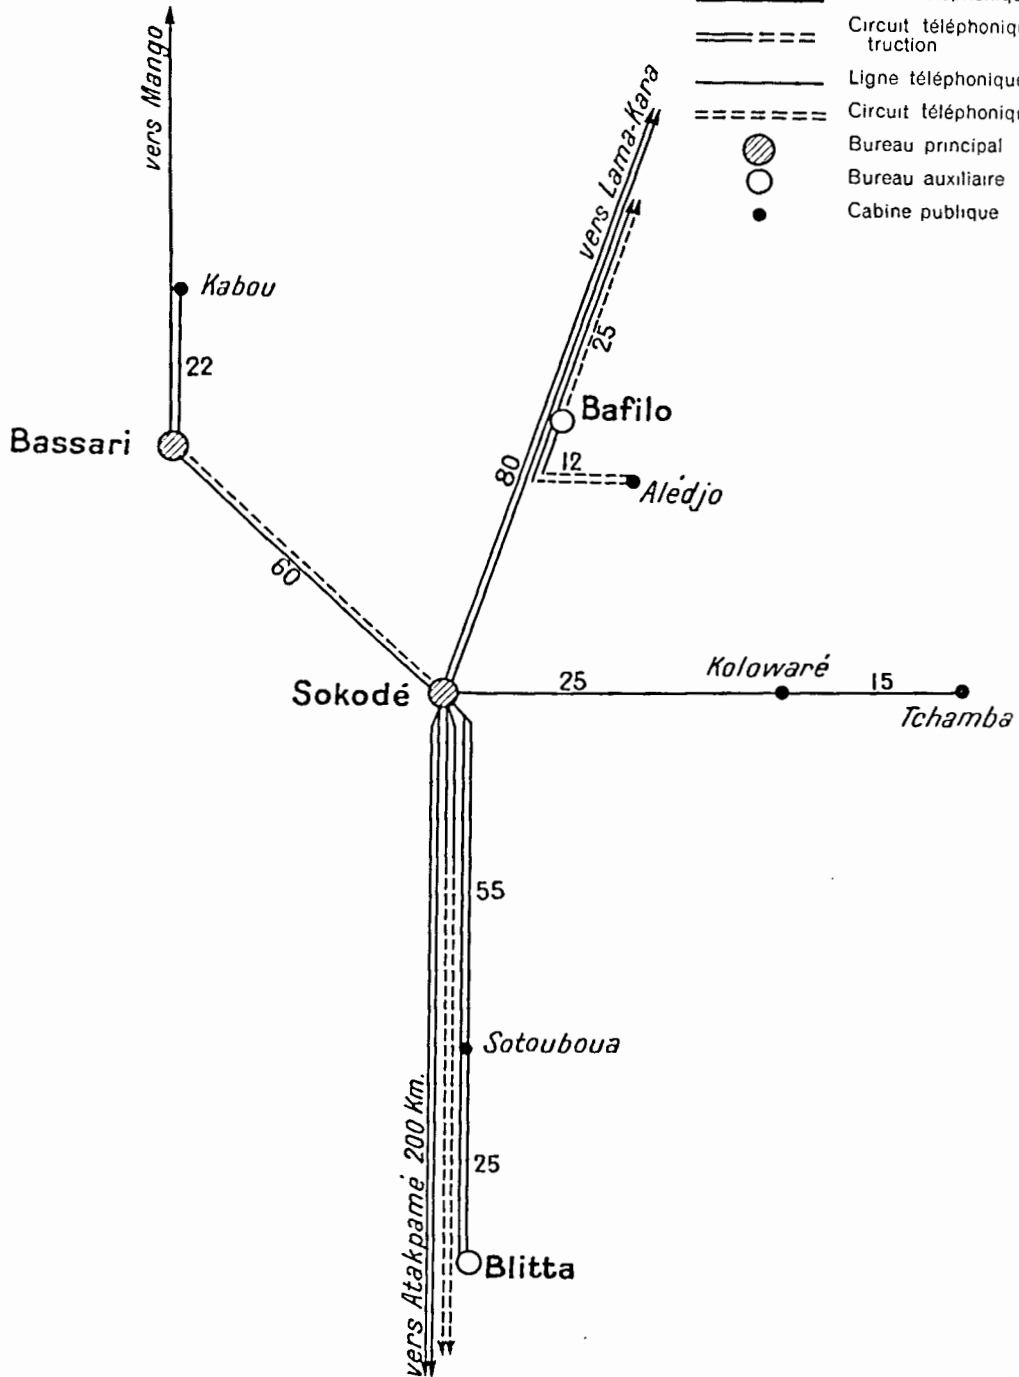 Circuit téléphoniqu
truction
Ligne téléphonique
Circuit téléphoniqu
Bureau principal
Bureau auxiliaire
Cabine publique
vers Mango
vers Lama-Kara
Kabou
22
25
Bassari
Bafilo
80
12
Alédjo
60
Sokodé
25
Kolowaré
15
Tchamba
55
Sotouboua
vers Atakpamé 200 Km.
25
Blitta